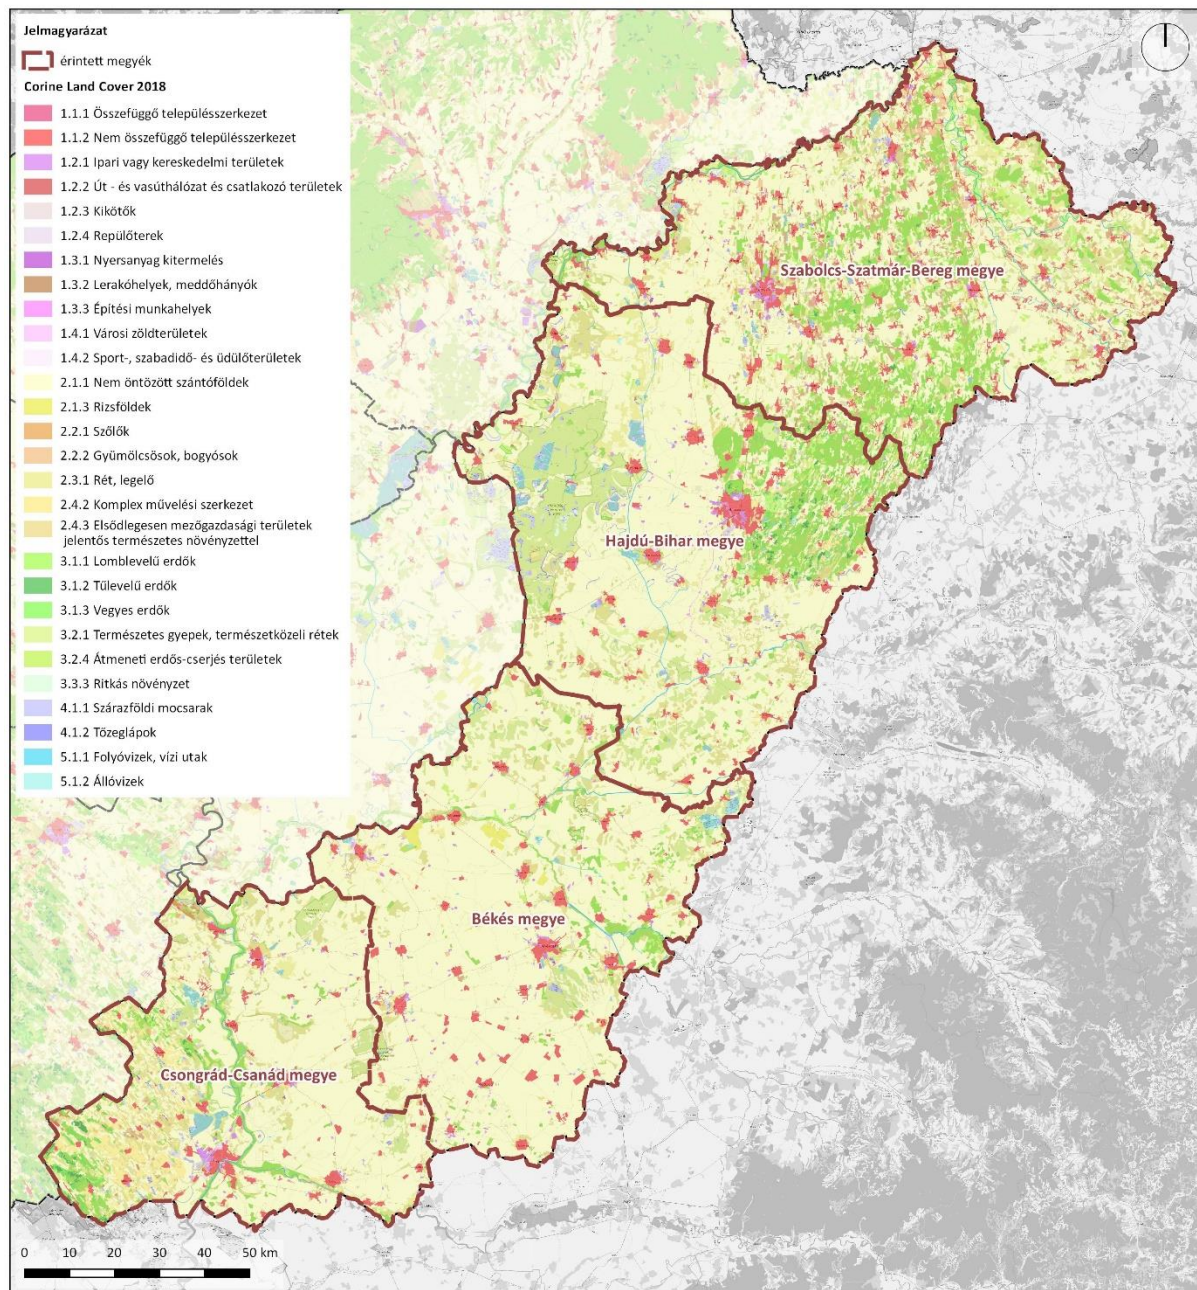 Jelmagyarázat
érintett megyék
Corine Land Cover 2018
1.1.1 Összefüggő településszerkezet
1.1.2 Nem összefüggő településszerkezet
1.2.1 Ipari vagy kereskedelmi területek
1.2.2 Út - és vasúthálózat és csatlakozó területek
1.2.3 Kikötők
1.2.4 Repülőterek
1.3.1 Nyersanyag kitermelés
1.3.2 Lerakóhelyek, meddőhányók
1.3.3 Építési munkahelyek
1.4.1 Városi zöldterületek
1.4.2 Sport-, szabadidő- és üdülőterületek
2.1.1 Nem öntözött szántóföldek
2.1.3 Rizsföldek
2.2.1 Szőlők
2.2.2 Gyümölcsösok, bogyósok
2.3.1 Rét, legelő
2.4.2 Komplex művelési szerkezet
2.4.3 Elsődlegesen mezőgazdasági területek
jelentős természetes növényzettel
3.1.1 Lomblevelű erdők
3.1.2 Tűlevelű erdők
3.1.3 Vegyes erdők
3.2.1 Természetes gyepek, természetközeli rétek
3.2.4 Átmeneti erdős-cserjés területek
3.3.3 Ritkás növényzet
4.1.1 Szárazföldi mocsarak
4.1.2 Tőzeglápok
5.1.1 Folyóvizek, vízi utak
5.1.2 Állóvizek
Szabolcs-Szatmár-Bereg megye
Hajdú-Bihar megye
Békés megye
Csongrád-Csanád megye
0 10 20 30 40 50 km